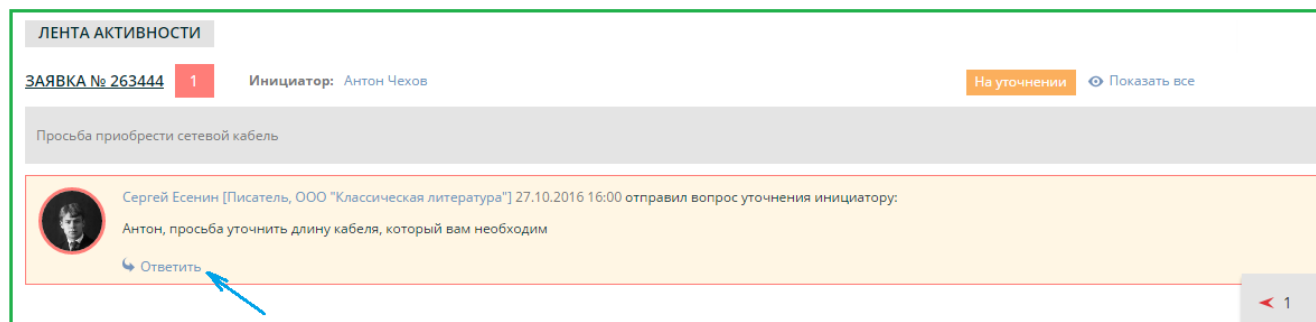 ЛЕНТА АКТИВНОСТИ
ЗАЯВКА № 263444 1 Инициатор: Антон Чехов На уточнении Показать все
Просьба приобрести сетевой кабель
Сергей Есенин [Писатель, ООО "Классическая литература"] 27.10.2016 16:00 отправил вопрос уточнения инициатору:
Антон, просьба уточнить длину кабеля, который вам необходим
Ответить
1